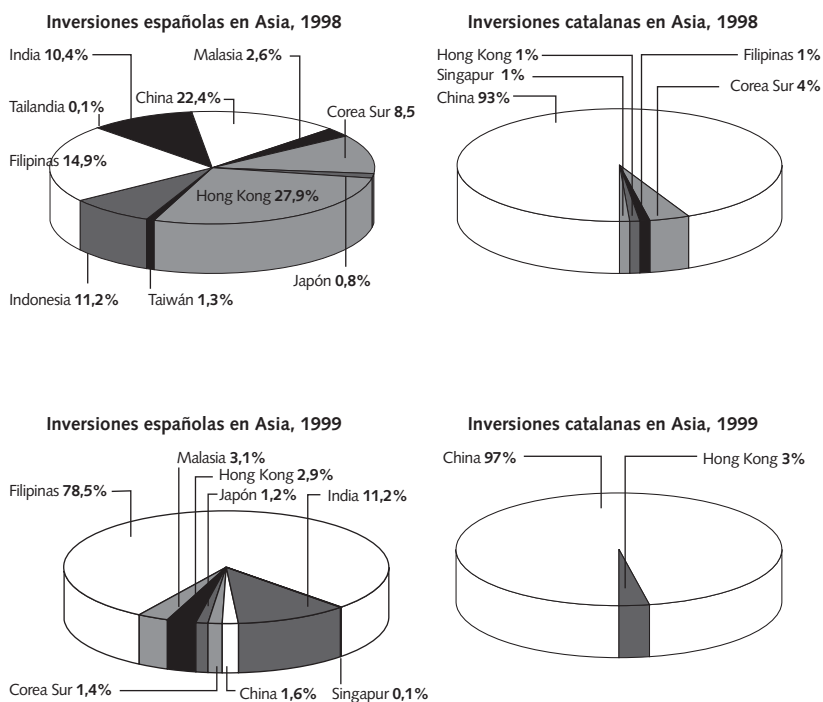 Inversiones españolas en Asia, 1998
India 10,4%
Malasia 2,6%
Tailandia 0,1%
China 22,4%
Corea Sur 8,5
Filipinas 14,9%
Hong Kong 27,9%
Japón 0,8%
Indonesia 11,2%
Taiwán 1,3%
Inversiones catalanas en Asia, 1998
Hong Kong 1%
Filipinas 1%
Singapur 1%
Corea Sur 4%
China 93%
Inversiones españolas en Asia, 1999
Malasia 3,1%
Hong Kong 2,9%
Filipinas 78,5%
Japón 1,2%
India 11,2%
Corea Sur 1,4%
China 1,6%
Singapur 0,1%
Inversiones catalanas en Asia, 1999
China 97%
Hong Kong 3%